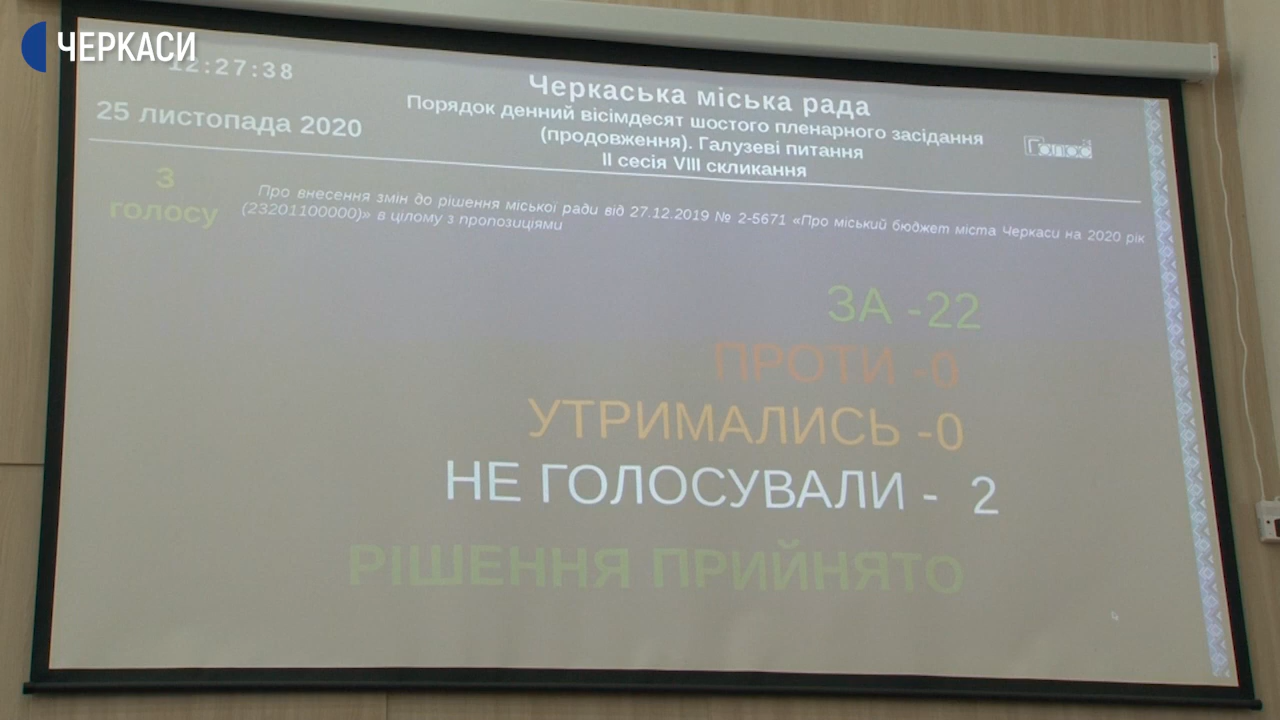 ЧЕРКАСИ
12:27:38
25 листопада 2020
Черкаська міська рада
Порядок денний вісімдесят шостого пленарного засідання
(продовження). Галузеві питання
II сесія VIII скликання
Голос
З
голосу
Про внесення змін до рішення міської ради від 27.12.2019 № 2-5671 «Про міський бюджет міста Черкаси на 2020 рік
(23201100000)» в цілому з пропозиціями
ЗА -22
ПРОТИ -0
УТРИМАЛИСЬ -0
НЕ ГОЛОСУВАЛИ - 2
РІШЕННЯ ПРИЙНЯТО